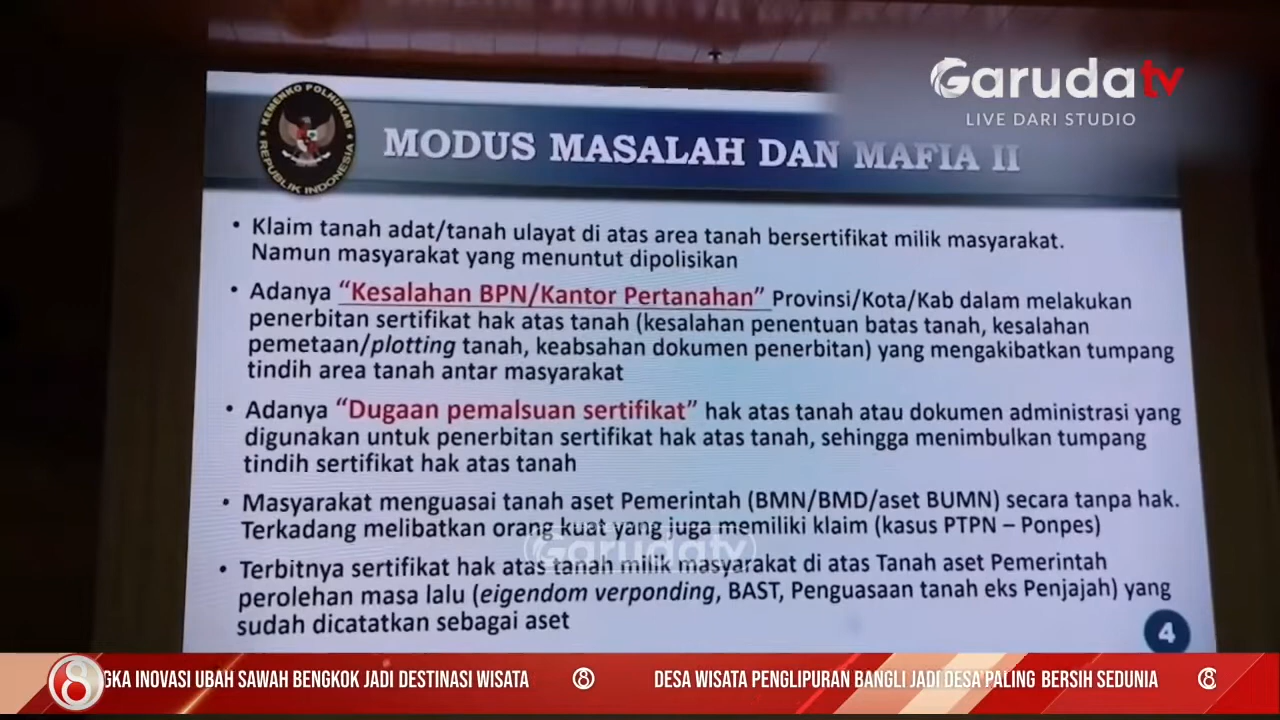 Garudatv
LIVE DARI STUDIO
KEMENKO POLHUKAM
REPUBLIK INDONESIA
MODUS MASALAH DAN MAFIA II
• Klaim tanah adat/tanah ulayat di atas area tanah bersertifikat milik masyarakat.
Namun masyarakat yang menuntut dipolisikan
• Adanya “Kesalahan BPN/Kantor Pertanahan” Provinsi/Kota/Kab dalam melakukan
penerbitan sertifikat hak atas tanah (kesalahan penentuan batas tanah, kesalahan
pemetaan/plotting tanah, keabsahan dokumen penerbitan) yang mengakibatkan tumpang
tindih area tanah antar masyarakat
• Adanya “Dugaan pemalsuan sertifikat” hak atas tanah atau dokumen administrasi yang
digunakan untuk penerbitan sertifikat hak atas tanah, sehingga menimbulkan tumpang
tindih sertifikat hak atas tanah
• Masyarakat menguasai tanah aset Pemerintah (BMN/BMD/aset BUMN) secara tanpa hak.
Terkadang melibatkan orang kuat yang juga memiliki klaim (kasus PTPN – Ponpes)
Garudatv
• Terbitnya sertifikat hak atas tanah milik masyarakat di atas Tanah aset Pemerintah
perolehan masa lalu (eigendom verponding, BAST, Penguasaan tanah eks Penjajah) yang
sudah dicatatkan sebagai aset
4
8 GKA INOVASI UBAH SAWAH BENGKOK JADI DESTINASI WISATA 8 DESA WISATA PENGLIPURAN BANGLI JADI DESA PALING BERSIH SEDUNIA